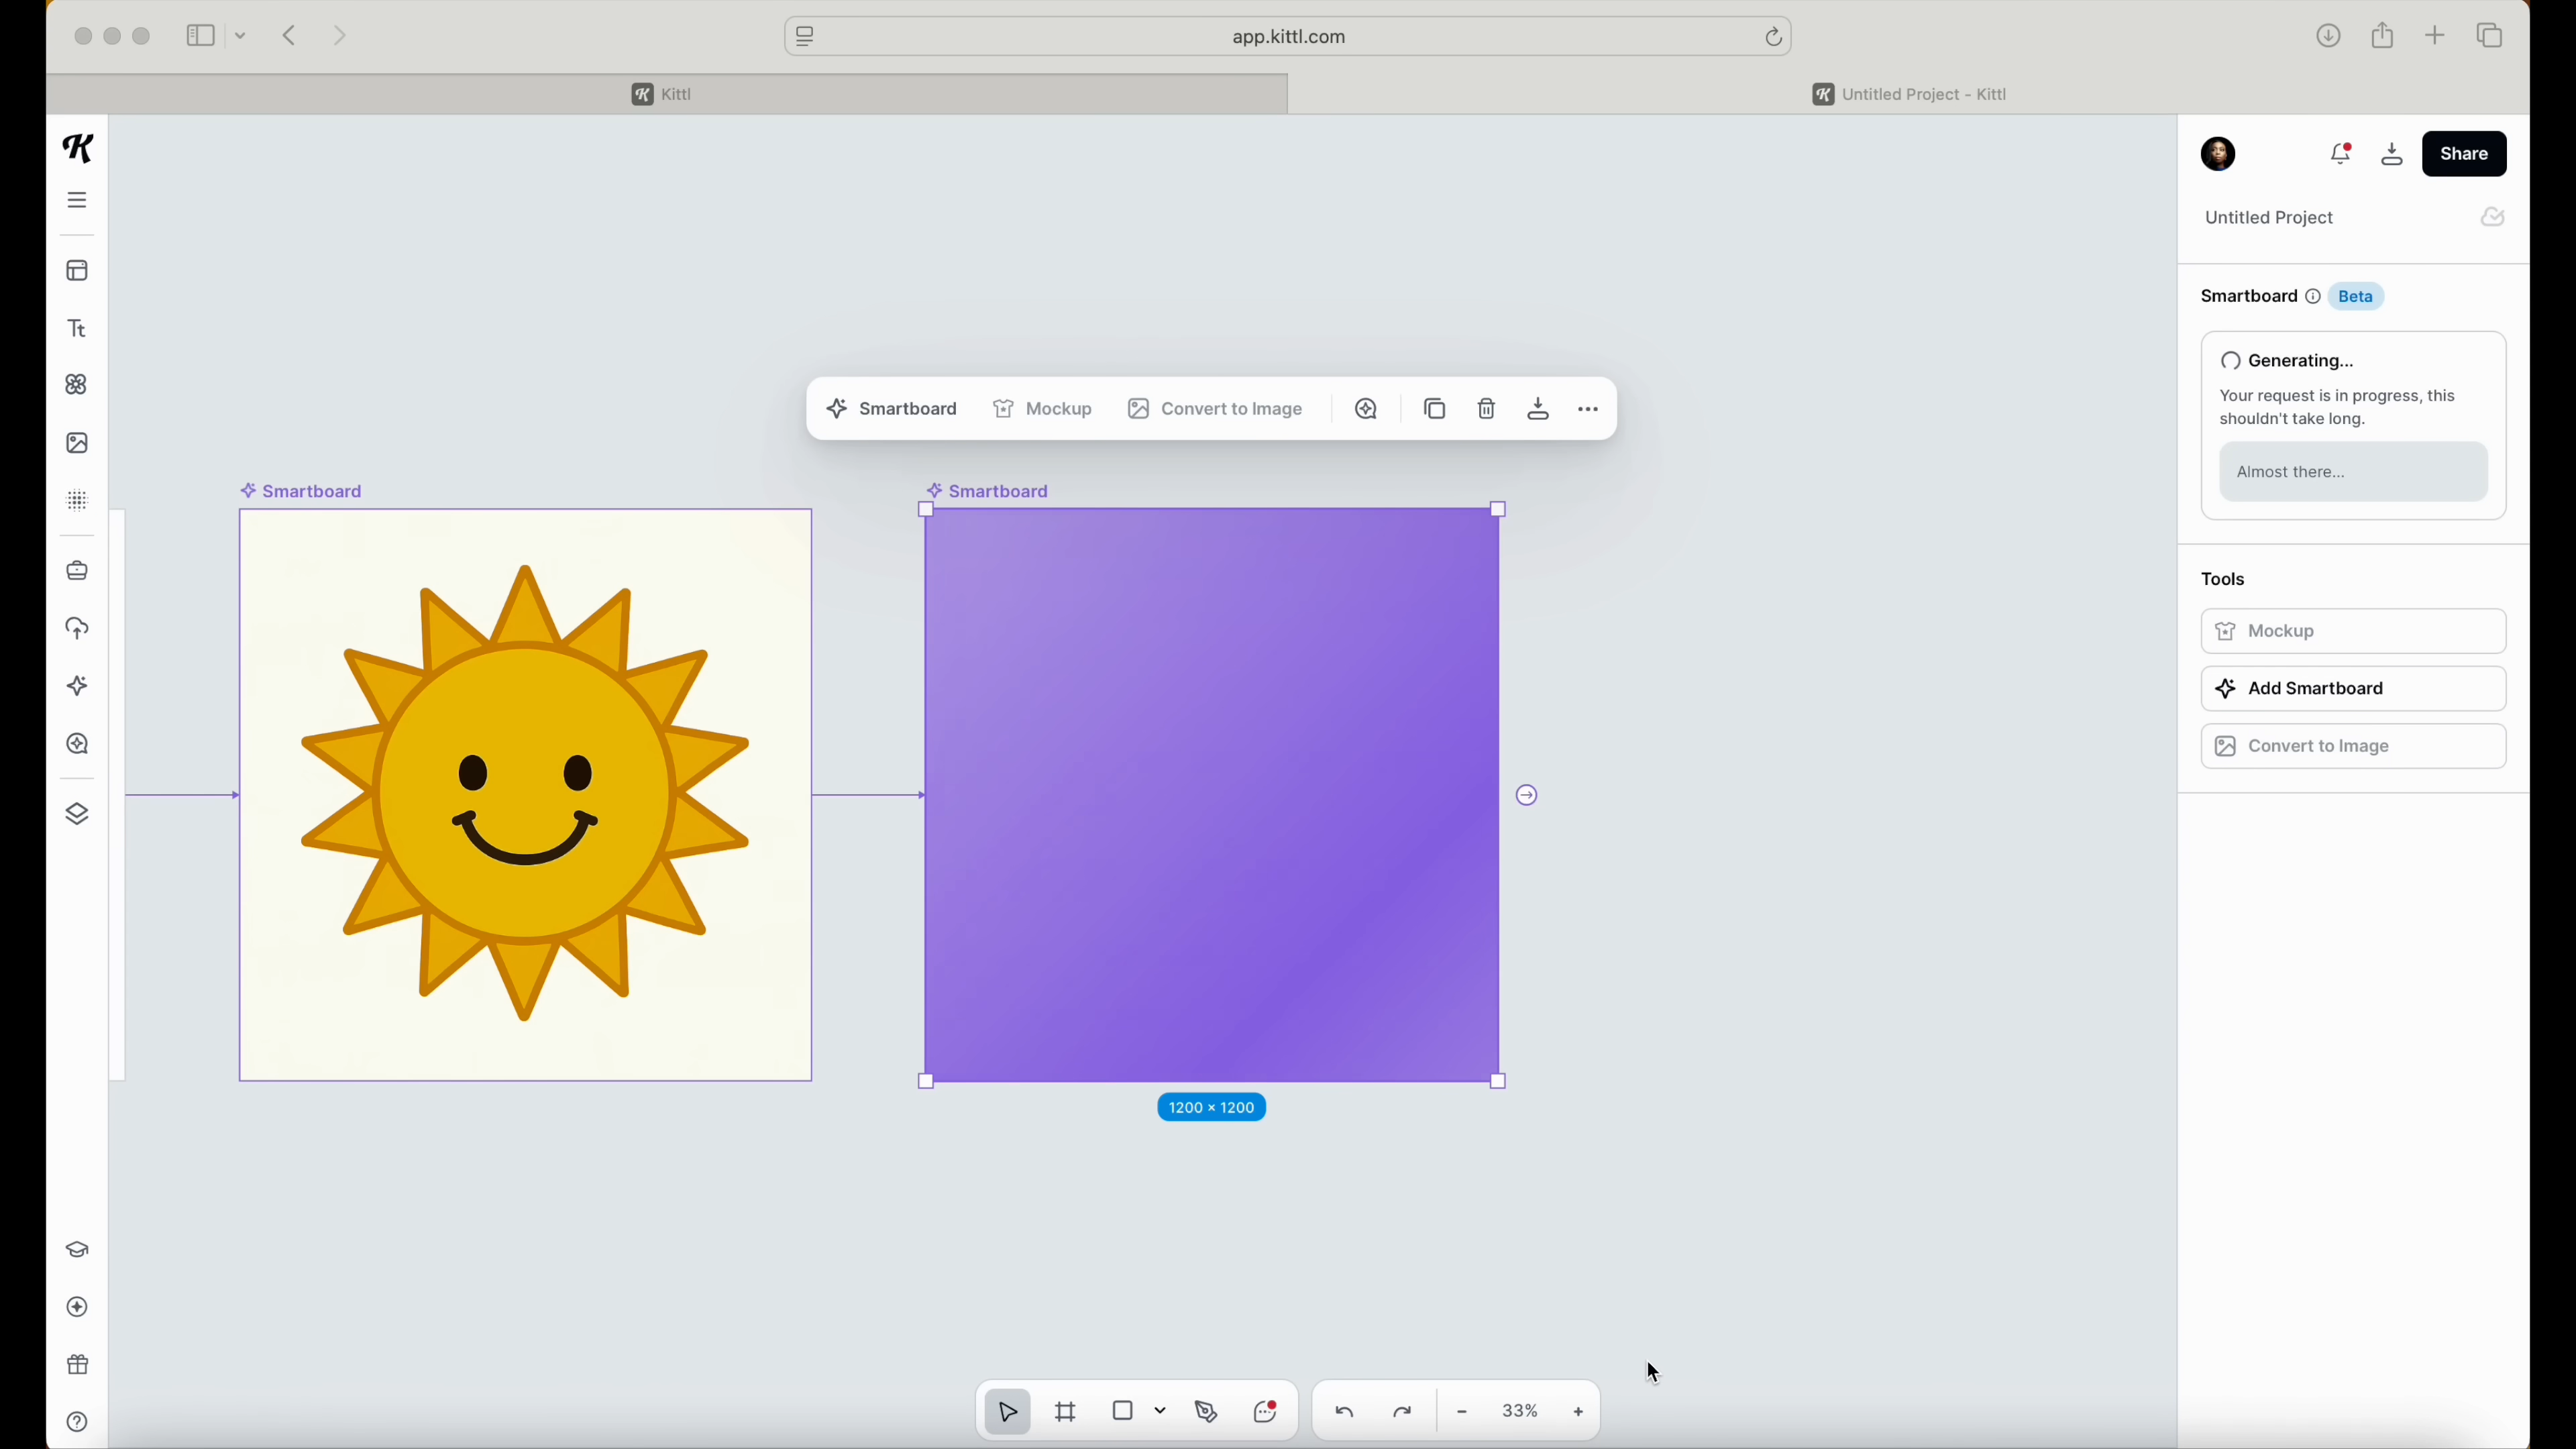 app.kittl.com
Kittl
Untitled Project - Kittl
Share
Untitled Project
Smartboard Beta
Generating...
Your request is in progress, this
shouldn't take long.
Almost there...
Tools
Mockup
Add Smartboard
Convert to Image
Smartboard Mockup Convert to Image
Smartboard
Smartboard
Tt
1200 × 1200
33%